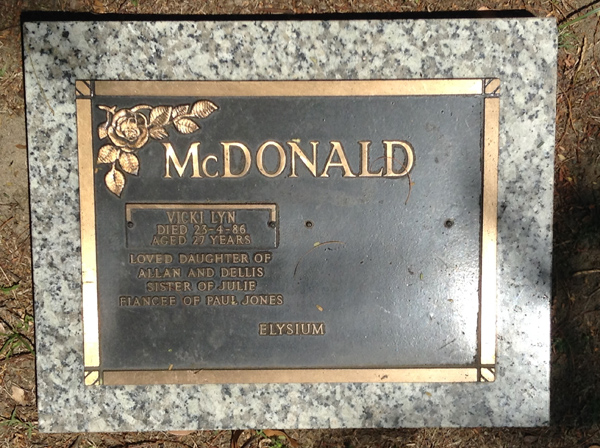 McDONALD
VICKI LYN
DIED 23-4-86
AGED 27 YEARS
LOVED DAUGHTER OF
ALLAN AND DELLIS
SISTER OF JULIE
FIANCEE OF PAUL JONES
ELYSIUM